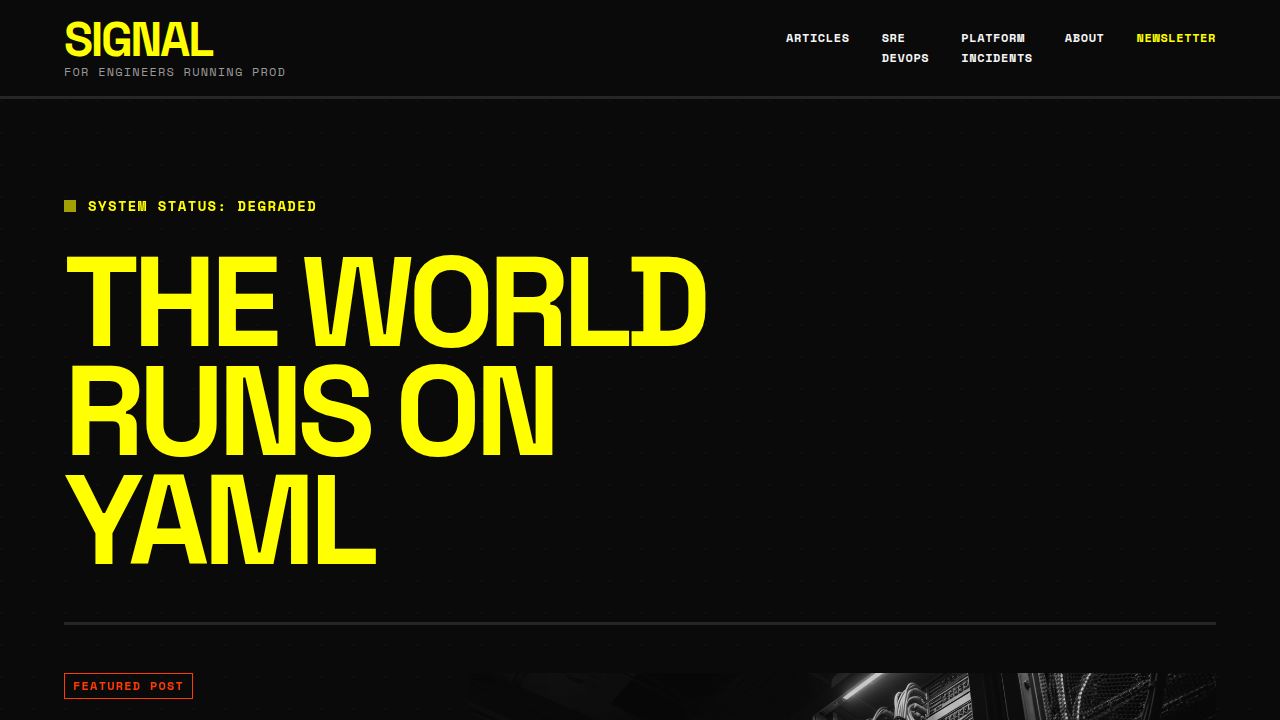 SIGNAL
FOR ENGINEERS RUNNING PROD
ARTICLES
SRE
DEVOPS
PLATFORM
INCIDENTS
ABOUT
NEWSLETTER
SYSTEM STATUS: DEGRADED
THE WORLD
RUNS ON
YAML
FEATURED POST